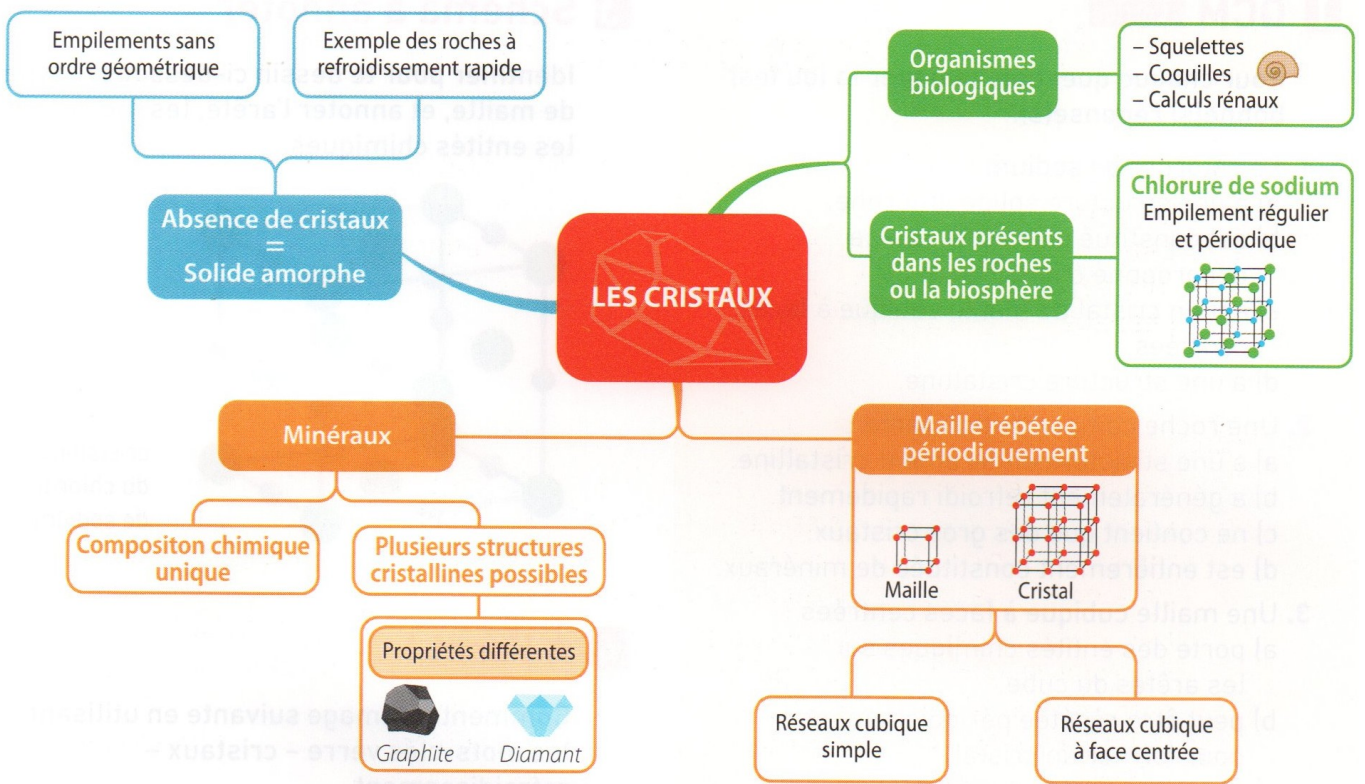 Empilements sans
ordre géométrique
Exemple des roches à
refroidissement rapide
Absence de cristaux
=
Solide amorphe
Organismes
biologiques
– Squelettes
– Coquilles
– Calculs rénaux
Cristaux présents
dans les roches
ou la biosphère
Chlorure de sodium
Empilement régulier
et périodique
LES CRISTAUX
Minéraux
Compositon chimique
unique
Plusieurs structures
cristallines possibles
Propriétés différentes
Graphite
Diamant
Maille répétée
périodiquement
Maille
Cristal
Réseaux cubique
simple
Réseaux cubique
à face centrée